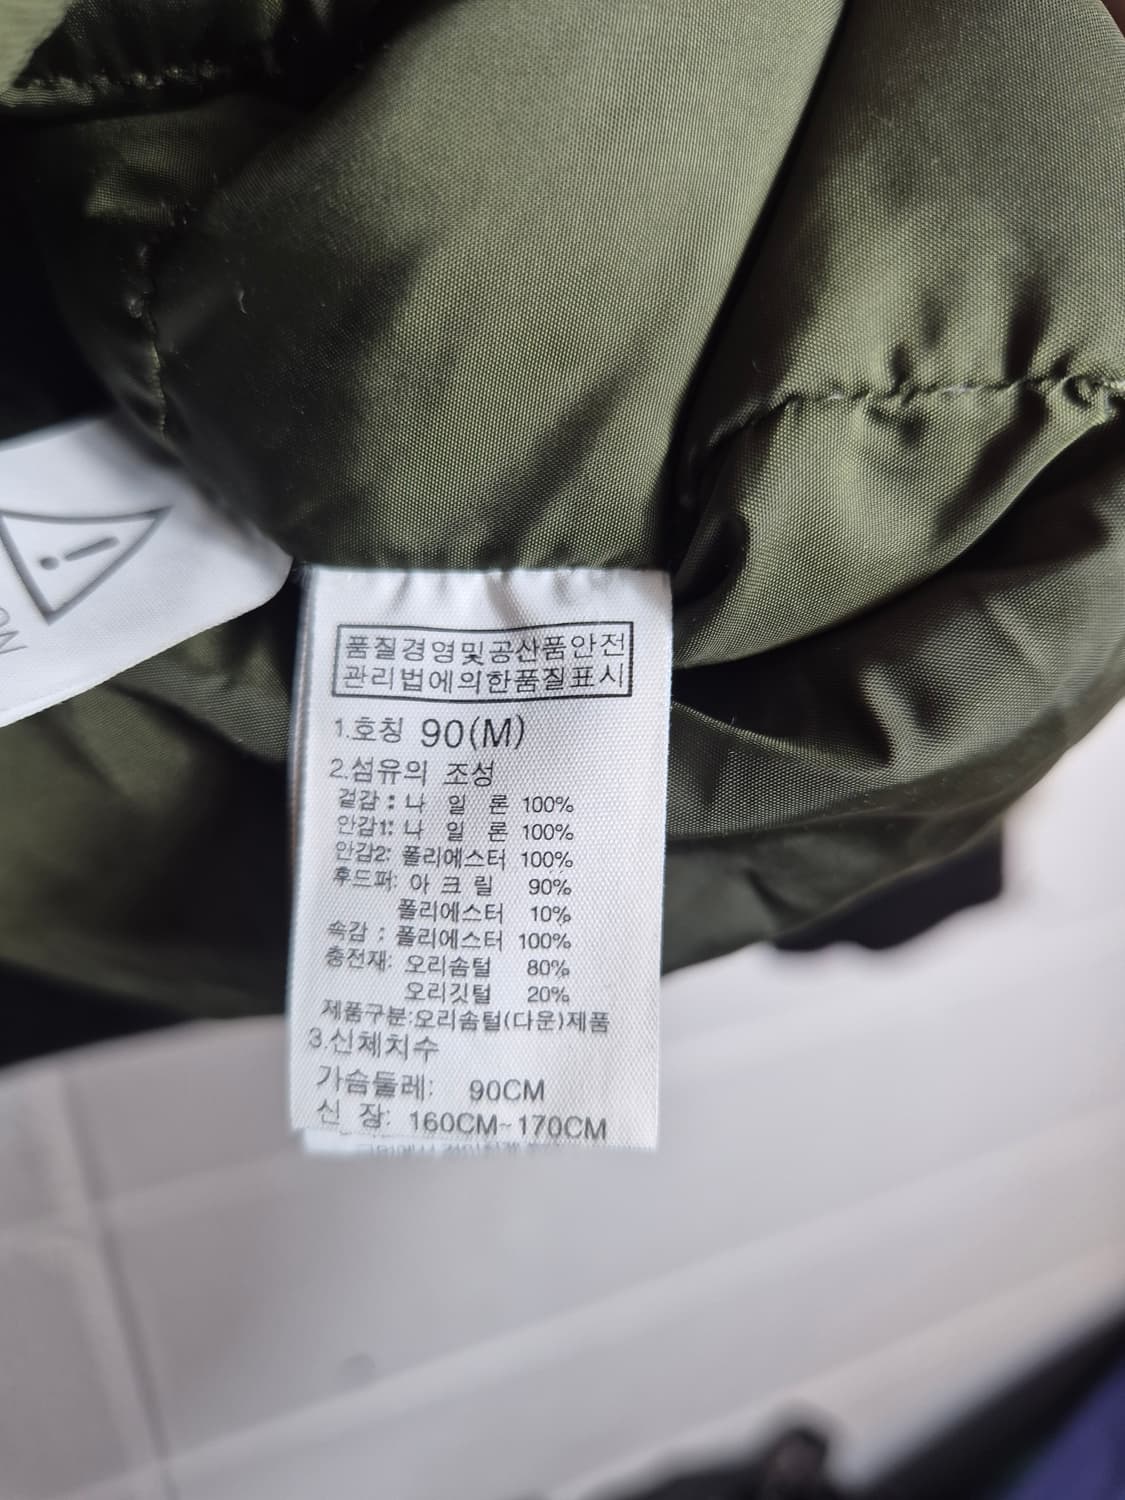 품질경영및공산품안전
관리법에의한품질표시
1.호칭 90(M)
2.섬유의 조성
겉감 : 나 일 론 100%
안감1: 나 일 론 100%
안감2: 폴리에스터 100%
후드퍼: 아 크 릴 90%
폴리에스터 10%
속감 : 폴리에스터 100%
충전재: 오리솜털 80%
오리깃털 20%
제품구분:오리솜털(다운)제품
3.신체치수
가슴둘레: 90CM
신 장: 160CM~170CM